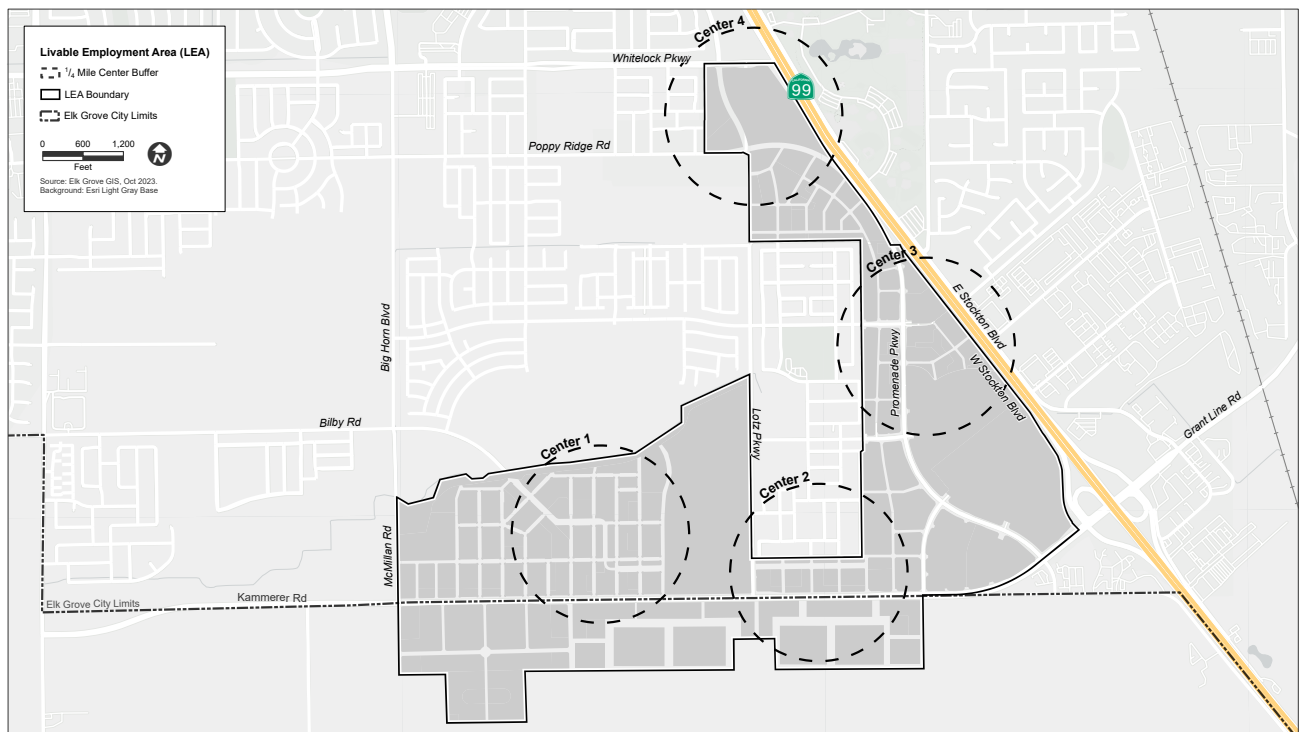 Livable Employment Area (LEA)
1/4 Mile Center Buffer
LEA Boundary
Elk Grove City Limits
0 600 1,200
Feet
N
Source: Elk Grove GIS, Oct 2023.
Background: Esri Light Gray Base
Center 4
Whitelock Pkwy
CALIFORNIA
99
Poppy Ridge Rd
Center 3
E Stockton Blvd
Big Horn Blvd
Promenade Pkwy
W Stockton Blvd
Bilby Rd
Lotz Pkwy
Grant Line Rd
Center 1
Center 2
McMillan Rd
Kammerer Rd
Elk Grove City Limits